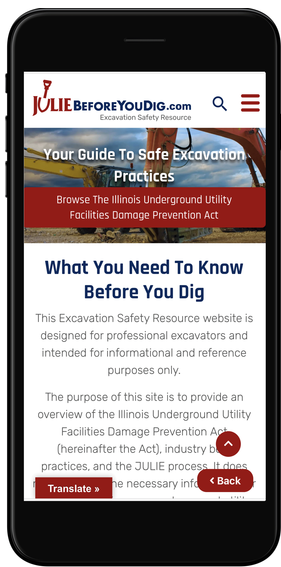 JULIEBEFOREYOUDIG.COM
Excavation Safety Resource
Your Guide To Safe Excavation
Practices
Browse The Illinois Underground Utility
Facilities Damage Prevention Act
What You Need To Know
Before You Dig
This Excavation Safety Resource website is
designed for professional excavators and
intended for informational and reference
purposes only.
The purpose of this site is to provide an
overview of the Illinois Underground Utility
Facilities Damage Prevention Act
(hereinafter the Act), industry
practices, and the JULIE process. It does
necessary
Back
Translate »